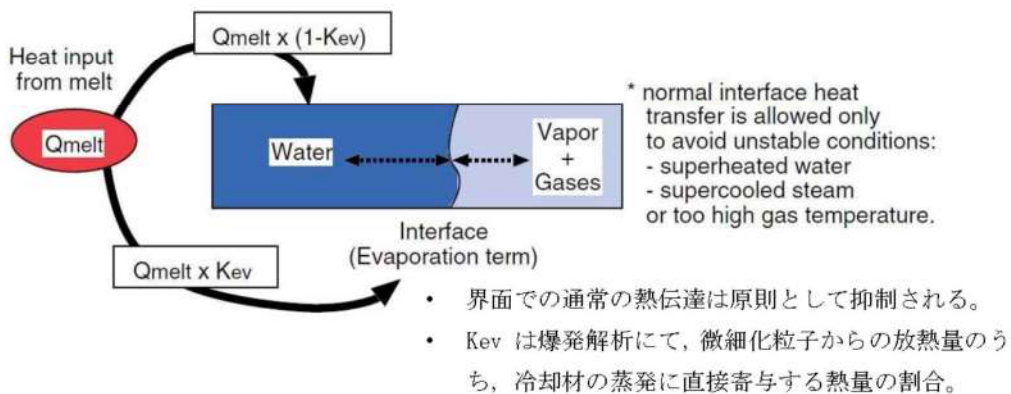 Qmelt x (1-Kev)
Heat input
from melt
Qmelt
Water
Vapor
+
Gases
* normal interface heat
transfer is allowed only
to avoid unstable conditions:
- superheated water
- supercooled steam
or too high gas temperature.
Interface
(Evaporation term)
Qmelt x Kev
• 界面での通常の熱伝達は原則として抑制される。
• Kev は爆発解析にて, 微細化粒子からの放熱量のう
ち, 冷却材の蒸発に直接寄与する熱量の割合。